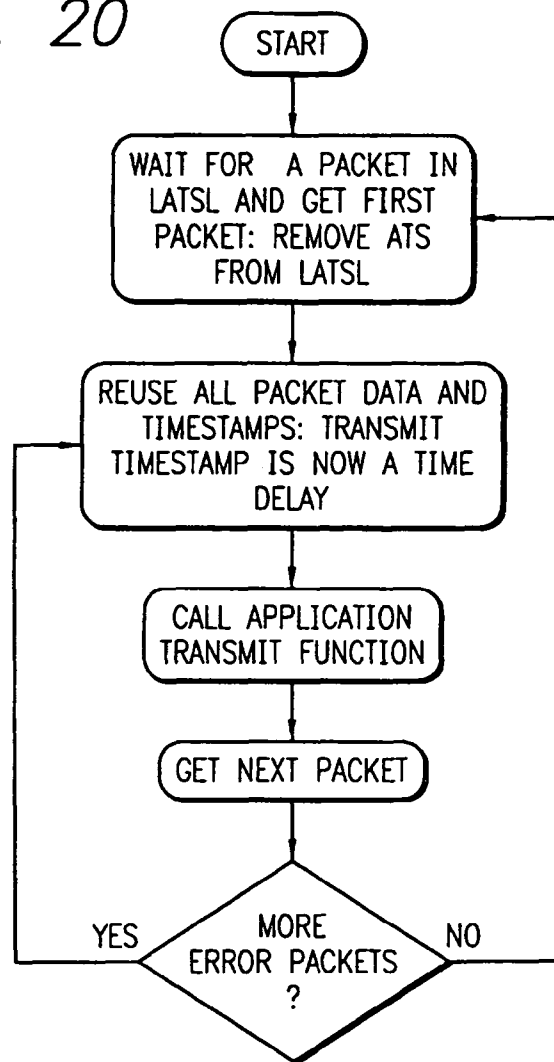 20
START
WAIT FOR A PACKET IN
LATSL AND GET FIRST
PACKET: REMOVE ATS
FROM LATSL
REUSE ALL PACKET DATA AND
TIMESTAMPS: TRANSMIT
TIMESTAMP IS NOW A TIME
DELAY
CALL APPLICATION
TRANSMIT FUNCTION
GET NEXT PACKET
YES
MORE
ERROR PACKETS
?
NO